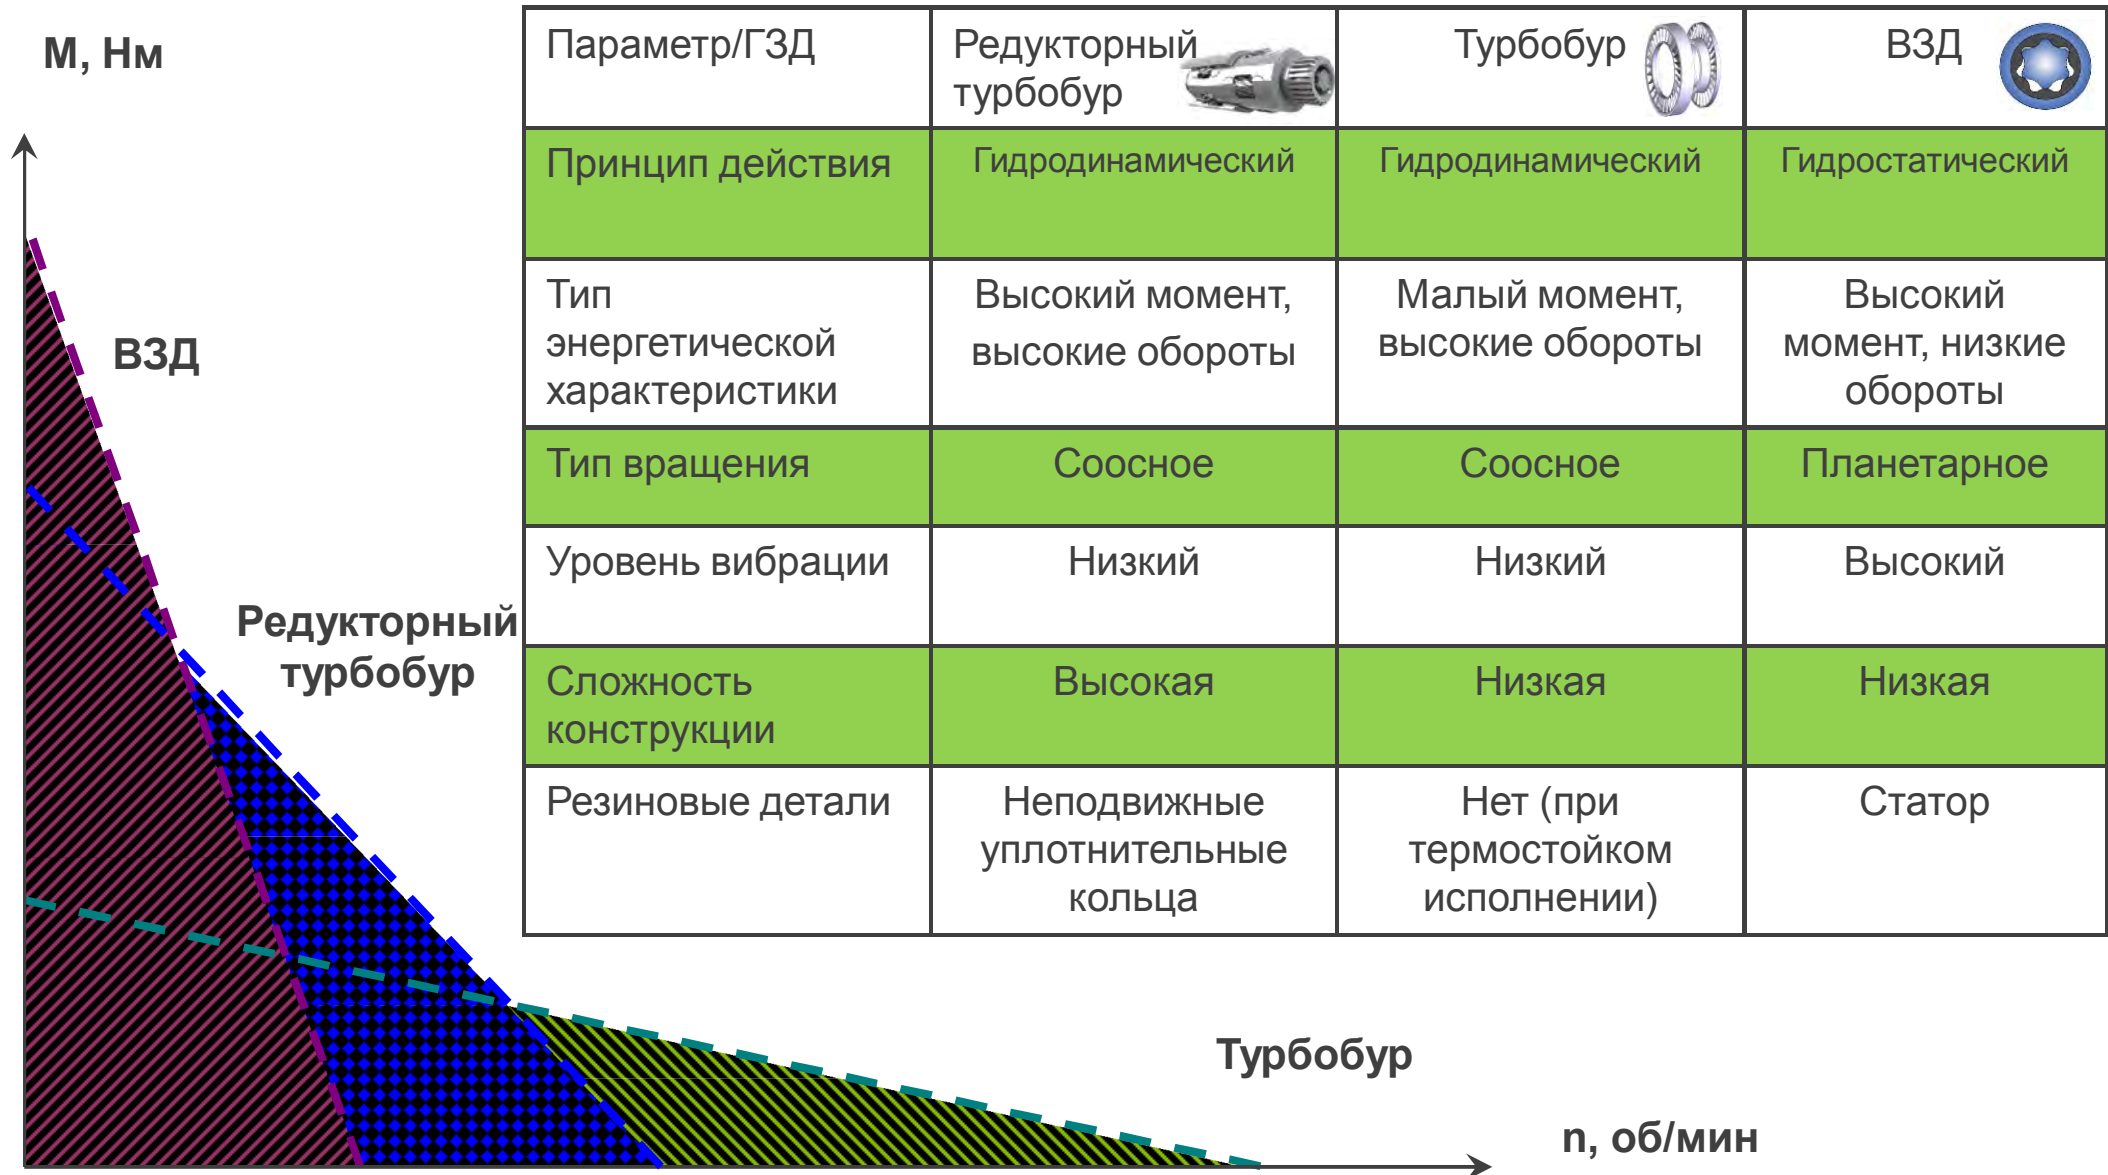 М, Нм
ВЗД
Редукторный
турбобур
Турбобур
n, об/мин
Параметр/ГЗД
Редукторный
турбобур
Турбобур
ВЗД
Принцип действия
Гидродинамический
Гидродинамический
Гидростатический
Тип
энергетической
характеристики
Высокий момент,
высокие обороты
Малый момент,
высокие обороты
Высокий
момент, низкие
обороты
Тип вращения
Соосное
Соосное
Планетарное
Уровень вибрации
Низкий
Низкий
Высокий
Сложность
конструкции
Высокая
Низкая
Низкая
Резиновые детали
Неподвижные
уплотнительные
кольца
Нет (при
термостойком
исполнении)
Статор